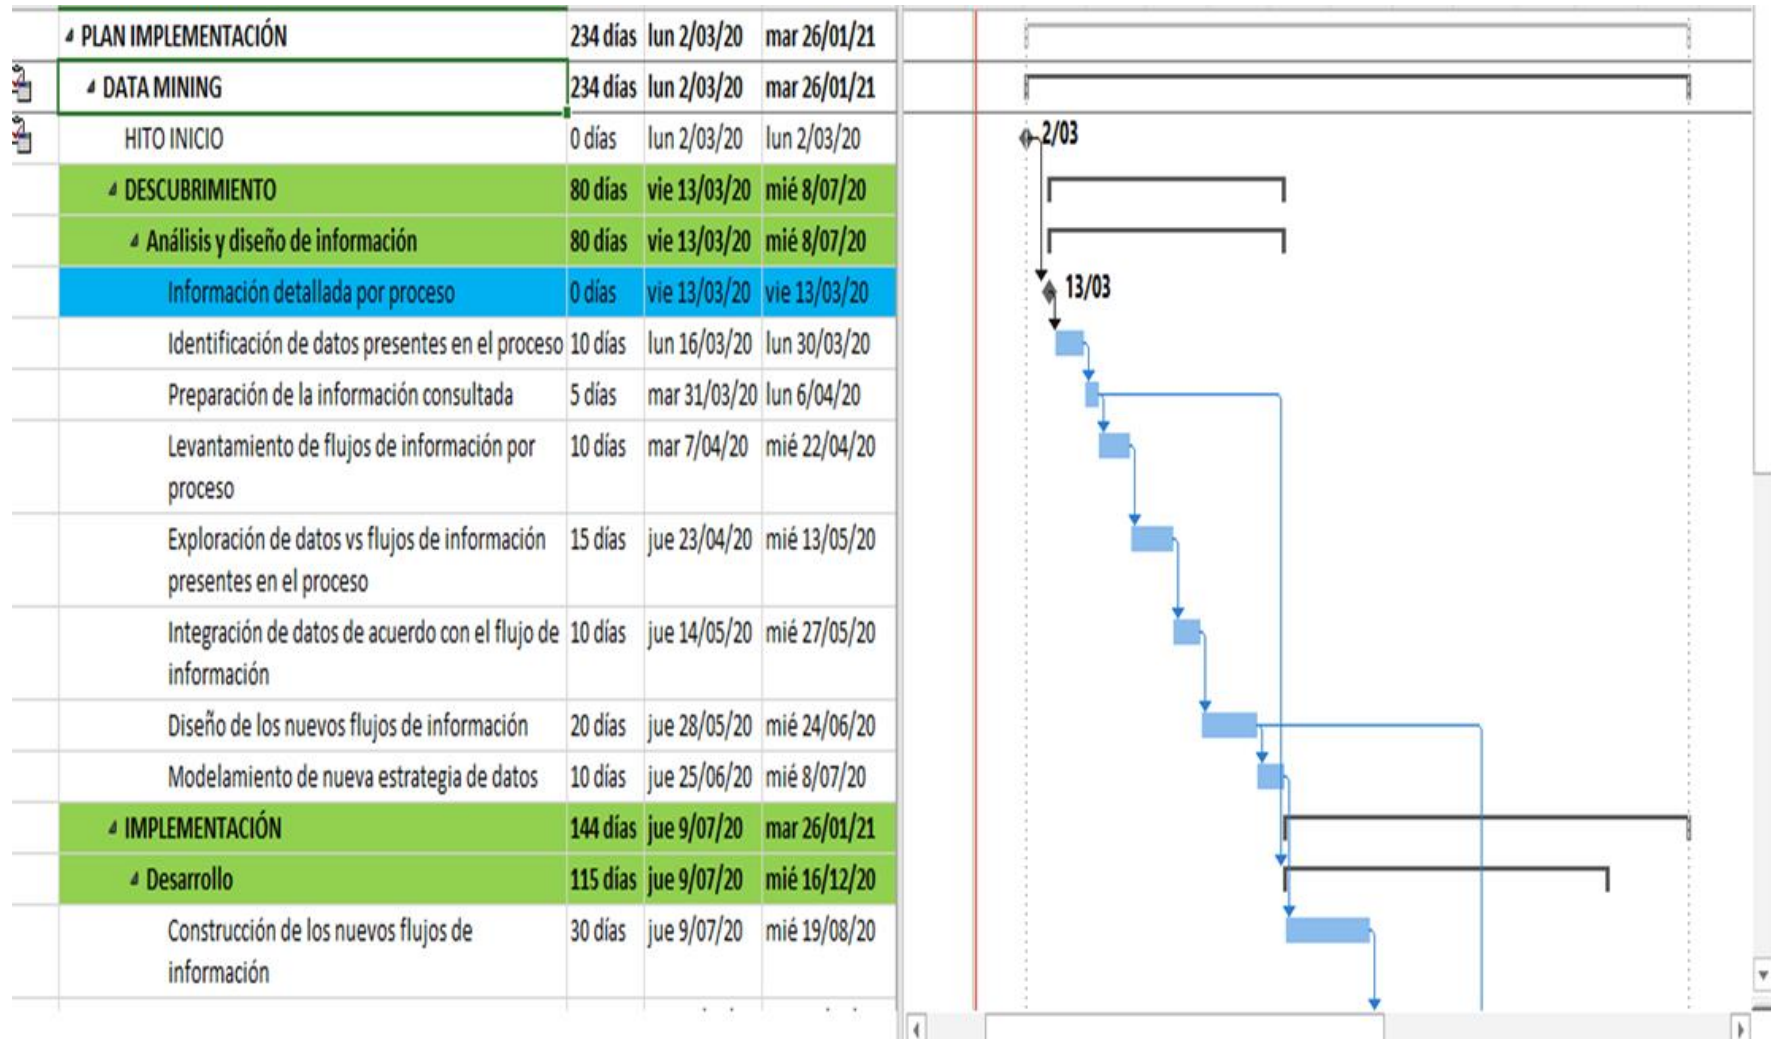 PLAN IMPLEMENTACIÓN 234 días lun 2/03/20 mar 26/01/21
DATA MINING 234 días lun 2/03/20 mar 26/01/21
HITO INICIO 0 días lun 2/03/20 lun 2/03/20 2/03
DESCUBRIMIENTO 80 días vie 13/03/20 mié 8/07/20
Análisis y diseño de información 80 días vie 13/03/20 mié 8/07/20
Información detallada por proceso 0 días vie 13/03/20 vie 13/03/20 13/03
Identificación de datos presentes en el proceso 10 días lun 16/03/20 lun 30/03/20
Preparación de la información consultada 5 días mar 31/03/20 lun 6/04/20
Levantamiento de flujos de información por 10 días mar 7/04/20 mié 22/04/20
proceso
Exploración de datos vs flujos de información 15 días jue 23/04/20 mié 13/05/20
presentes en el proceso
Integración de datos de acuerdo con el flujo de 10 días jue 14/05/20 mié 27/05/20
información
Diseño de los nuevos flujos de información 20 días jue 28/05/20 mié 24/06/20
Modelamiento de nueva estrategia de datos 10 días jue 25/06/20 mié 8/07/20
IMPLEMENTACIÓN 144 días jue 9/07/20 mar 26/01/21
Desarrollo 115 días jue 9/07/20 mié 16/12/20
Construcción de los nuevos flujos de 30 días jue 9/07/20 mié 19/08/20
información